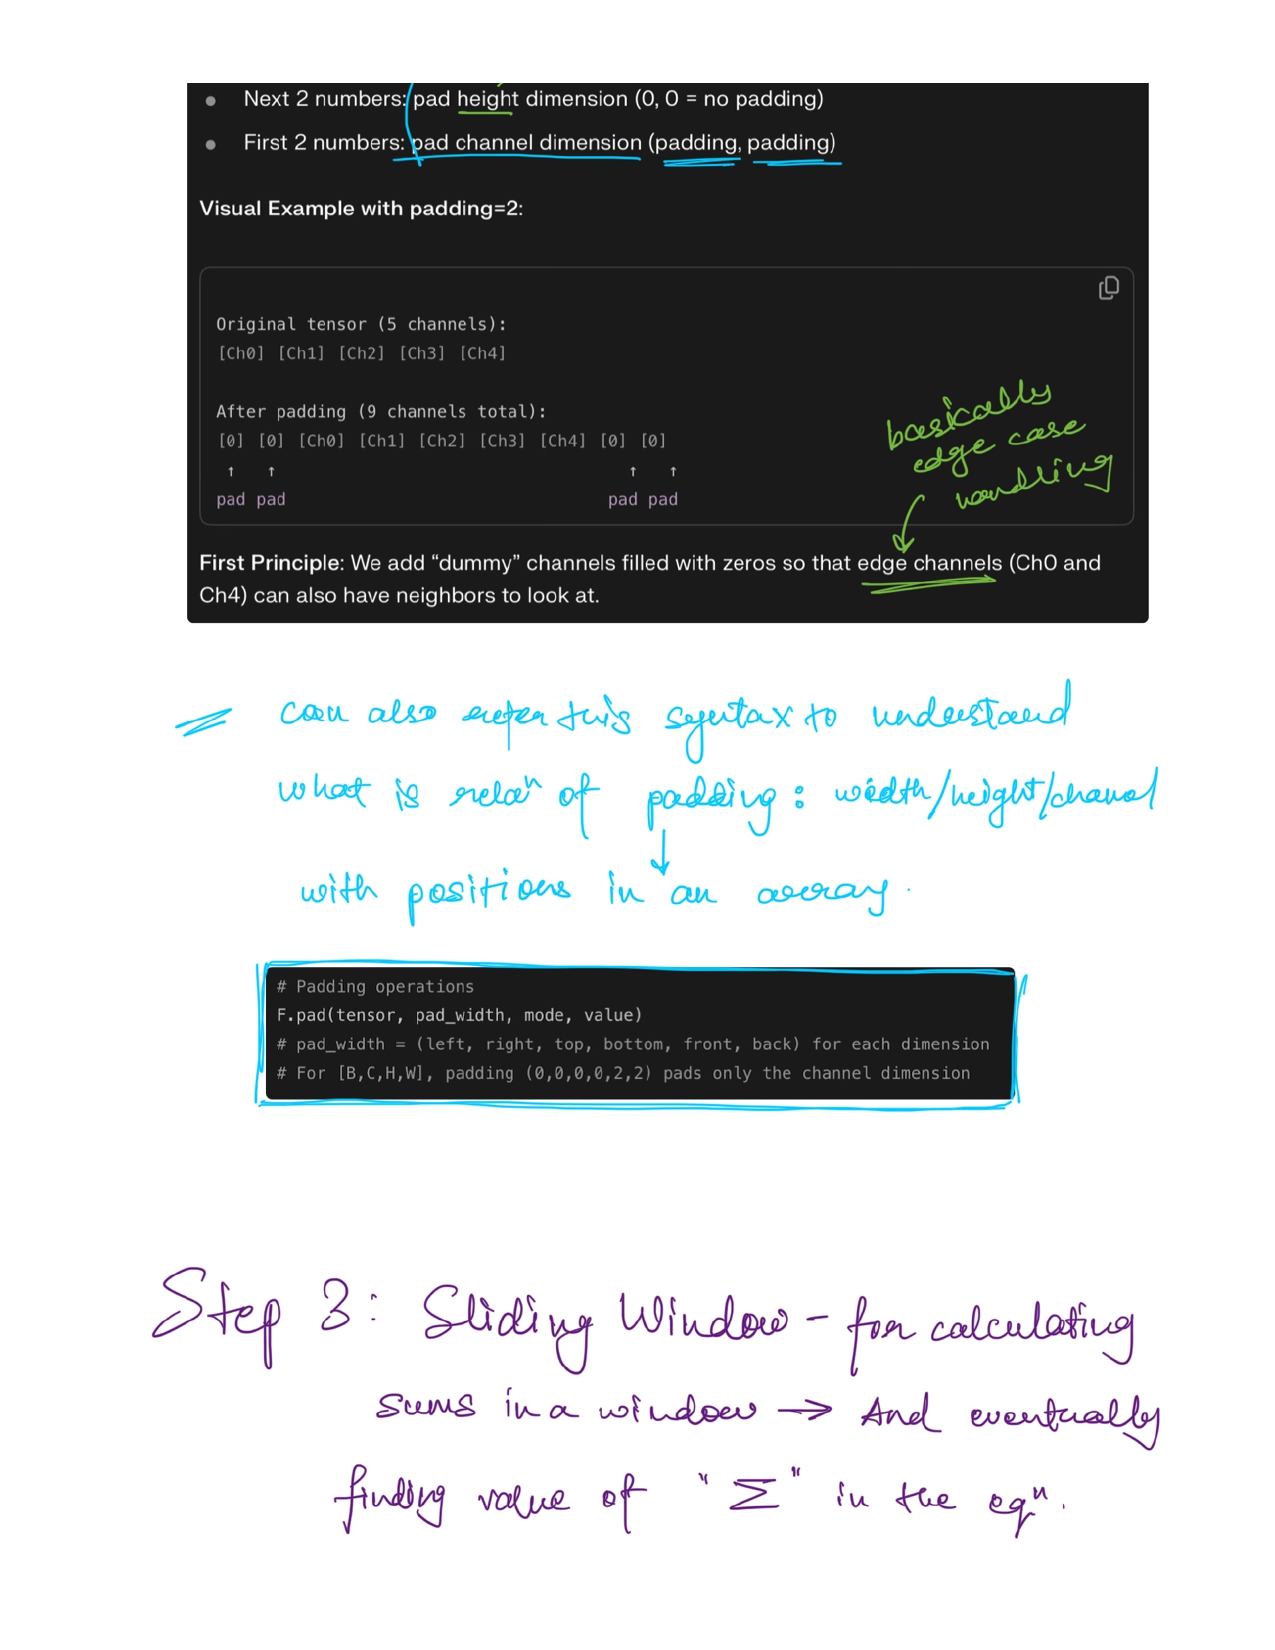 • Next 2 numbers: pad height dimension (0, 0 = no padding)
• First 2 numbers: pad channel dimension (padding, padding)
Visual Example with padding=2:
Original tensor (5 channels):
[Ch0] [Ch1] [Ch2] [Ch3] [Ch4]
After padding (9 channels total):
[0] [0] [Ch0] [Ch1] [Ch2] [Ch3] [Ch4] [0] [0]
↑ ↑ ↑ ↑
pad pad pad pad
basically
edge case
handling
First Principle: We add “dummy” channels filled with zeros so that edge channels (Ch0 and
Ch4) can also have neighbors to look at.
can also refer this syntax to understand
what is relaⁿ of padding : width/height/channel
↓
with positions in an array.
# Padding operations
F.pad(tensor, pad_width, mode, value)
# pad_width = (left, right, top, bottom, front, back) for each dimension
# For [B,C,H,W], padding (0,0,0,0,2,2) pads only the channel dimension
Step 3: Sliding Window - for calculating
sums in a window → And eventually
finding value of "Σ" in the eqⁿ.